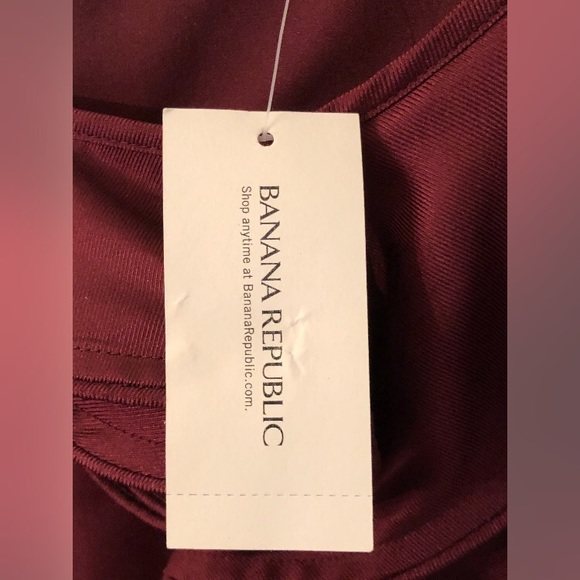 BANANA REPUBLIC
Shop anytime at BananaRepublic.com.